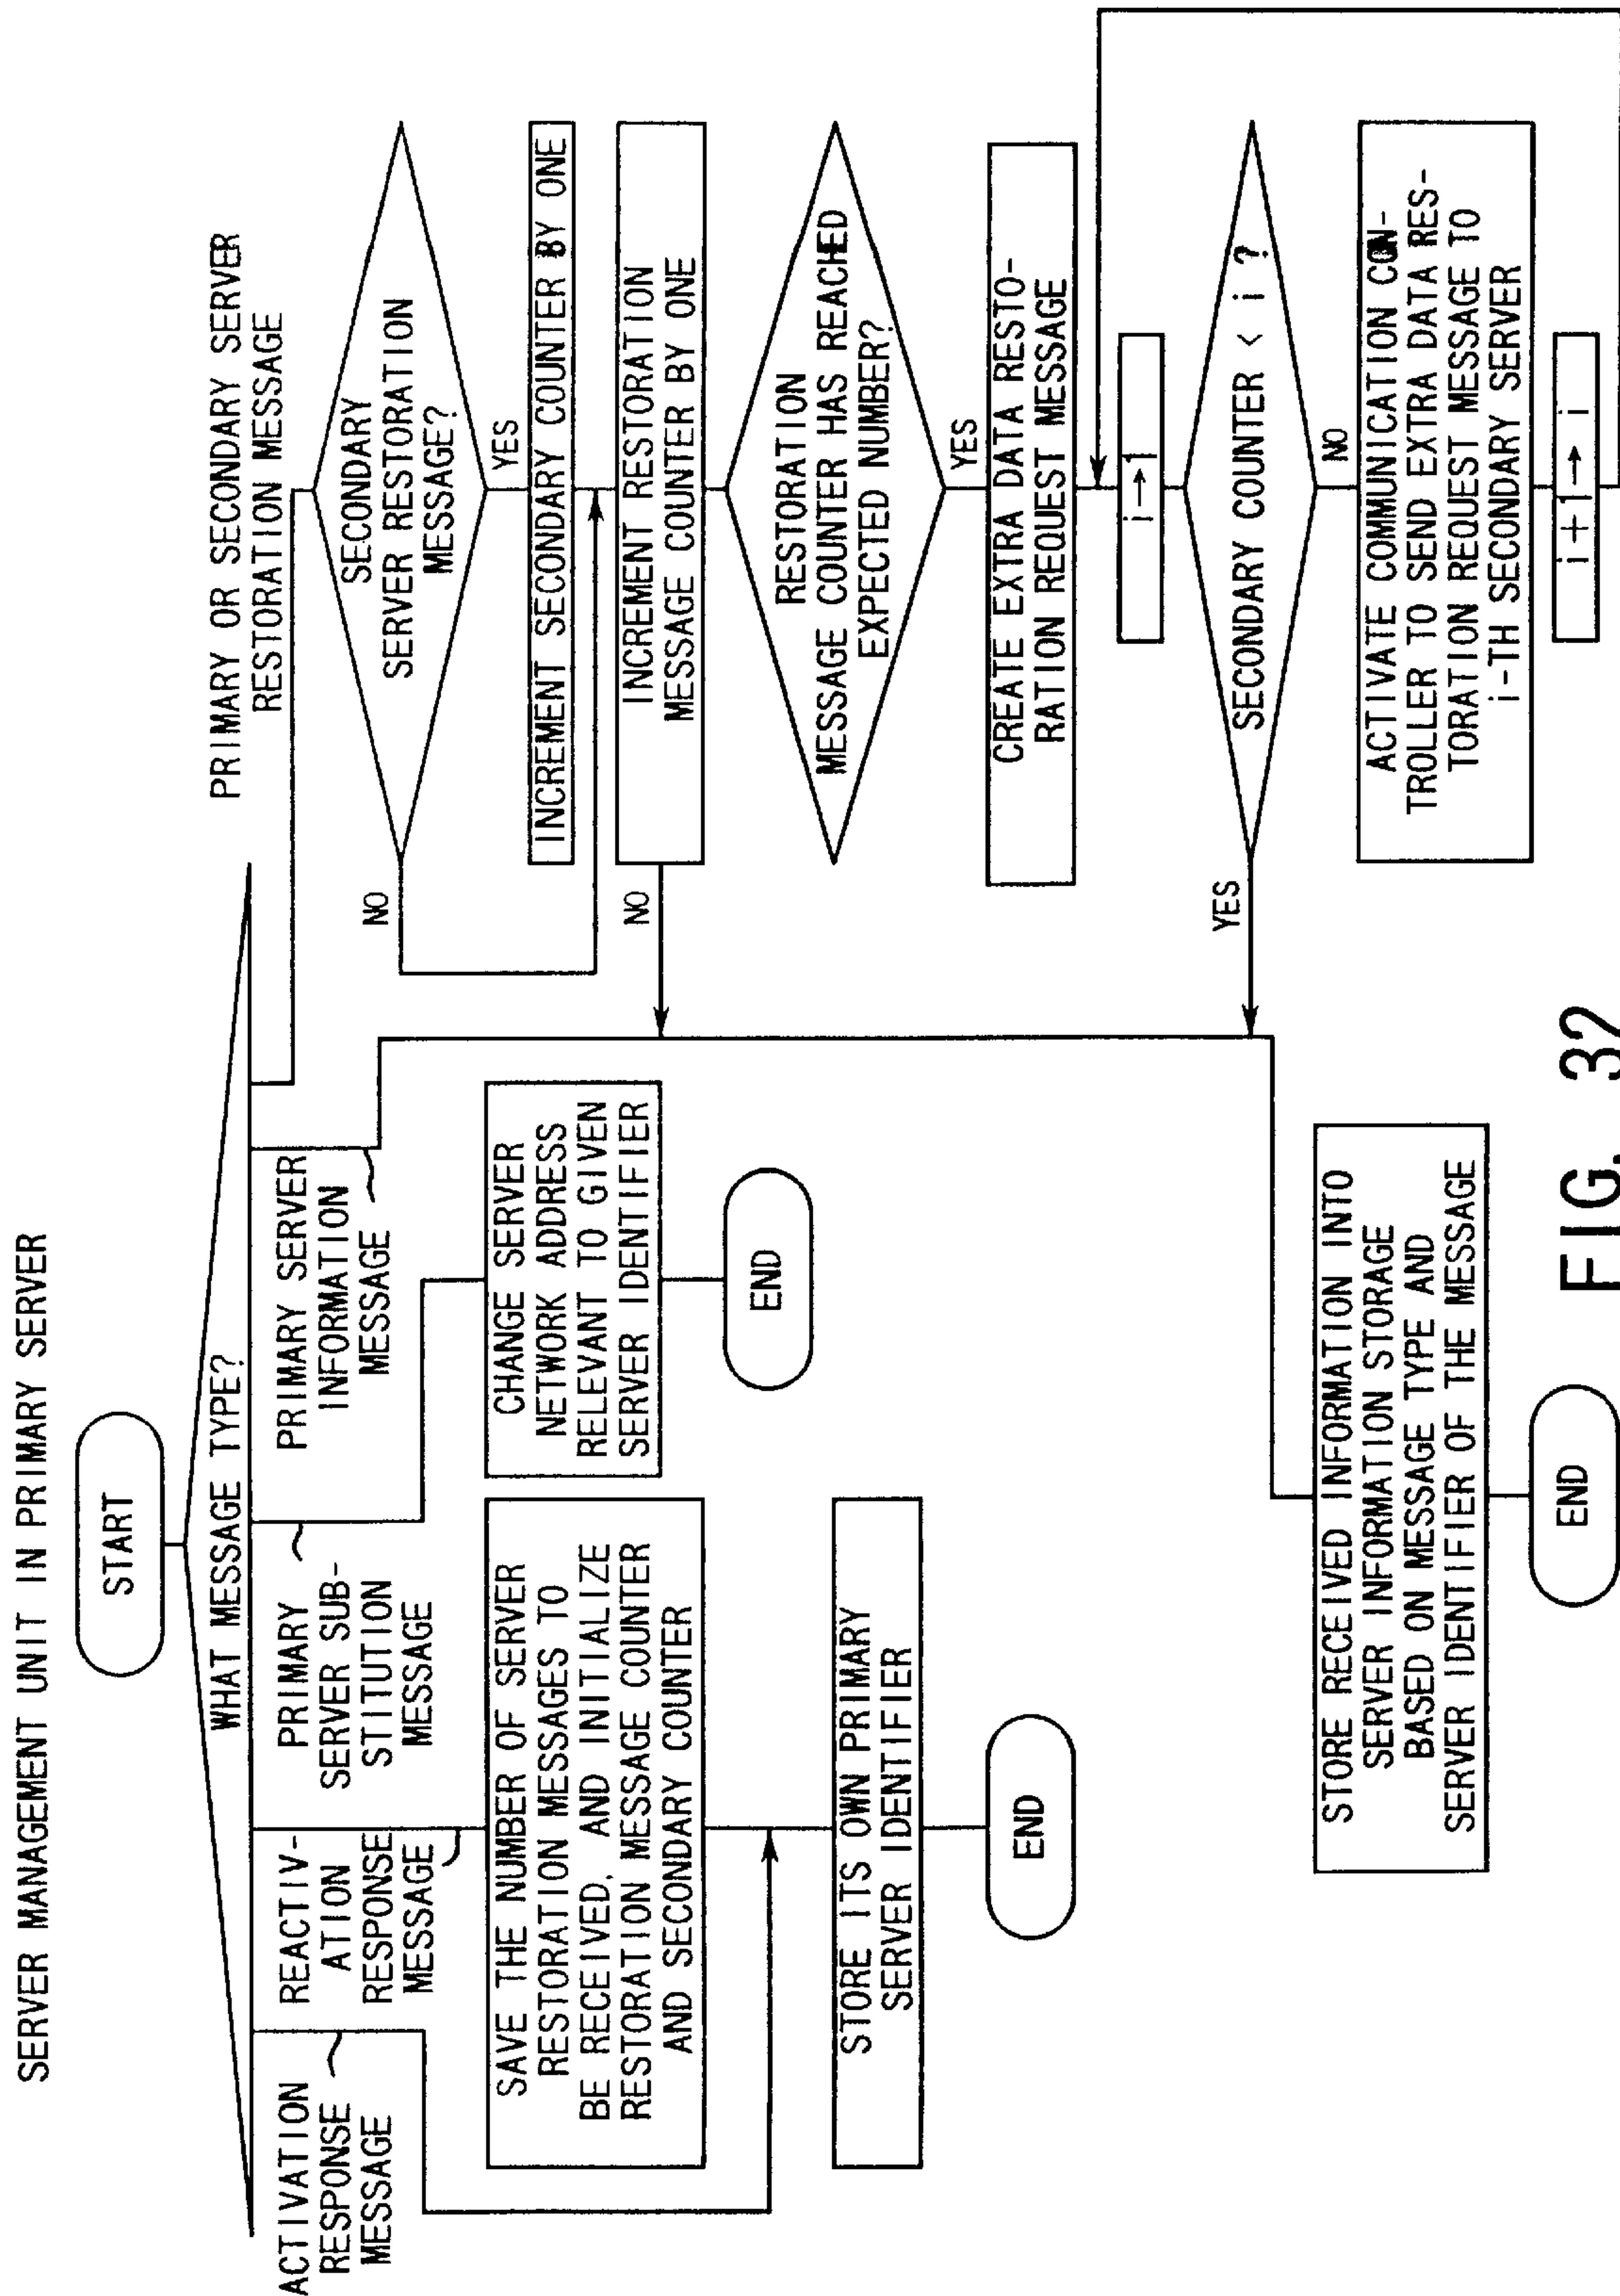 SERVER MANAGEMENT UNIT IN PRIMARY SERVER
START
WHAT MESSAGE TYPE?
ACTIVATION
RESPONSE
MESSAGE
REACTIV-
ATION
RESPONSE
MESSAGE
PRIMARY
SERVER SUB-
STITUTION
MESSAGE
PRIMARY SERVER
INFORMATION
MESSAGE
PRIMARY OR SECONDARY SERVER
RESTORATION MESSAGE
SAVE THE NUMBER OF SERVER
RESTORATION MESSAGES TO
BE RECEIVED, AND INITIALIZE
RESTORATION MESSAGE COUNTER
AND SECONDARY COUNTER
STORE ITS OWN PRIMARY
SERVER IDENTIFIER
END
CHANGE SERVER
NETWORK ADDRESS
RELEVANT TO GIVEN
SERVER IDENTIFIER
END
SECONDARY
SERVER RESTORATION
MESSAGE?
NO
YES
INCREMENT SECONDARY COUNTER BY ONE
INCREMENT RESTORATION
MESSAGE COUNTER BY ONE
NO
RESTORATION
MESSAGE COUNTER HAS REACHED
EXPECTED NUMBER?
YES
CREATE EXTRA DATA RESTO-
RATION REQUEST MESSAGE
i→1
SECONDARY COUNTER < i ?
YES
NO
ACTIVATE COMMUNICATION CON-
TROLLER TO SEND EXTRA DATA RES-
TORATION REQUEST MESSAGE TO
i-TH SECONDARY SERVER
i+1→ i
STORE RECEIVED INFORMATION INTO
SERVER INFORMATION STORAGE
BASED ON MESSAGE TYPE AND
SERVER IDENTIFIER OF THE MESSAGE
END
FIG. 32